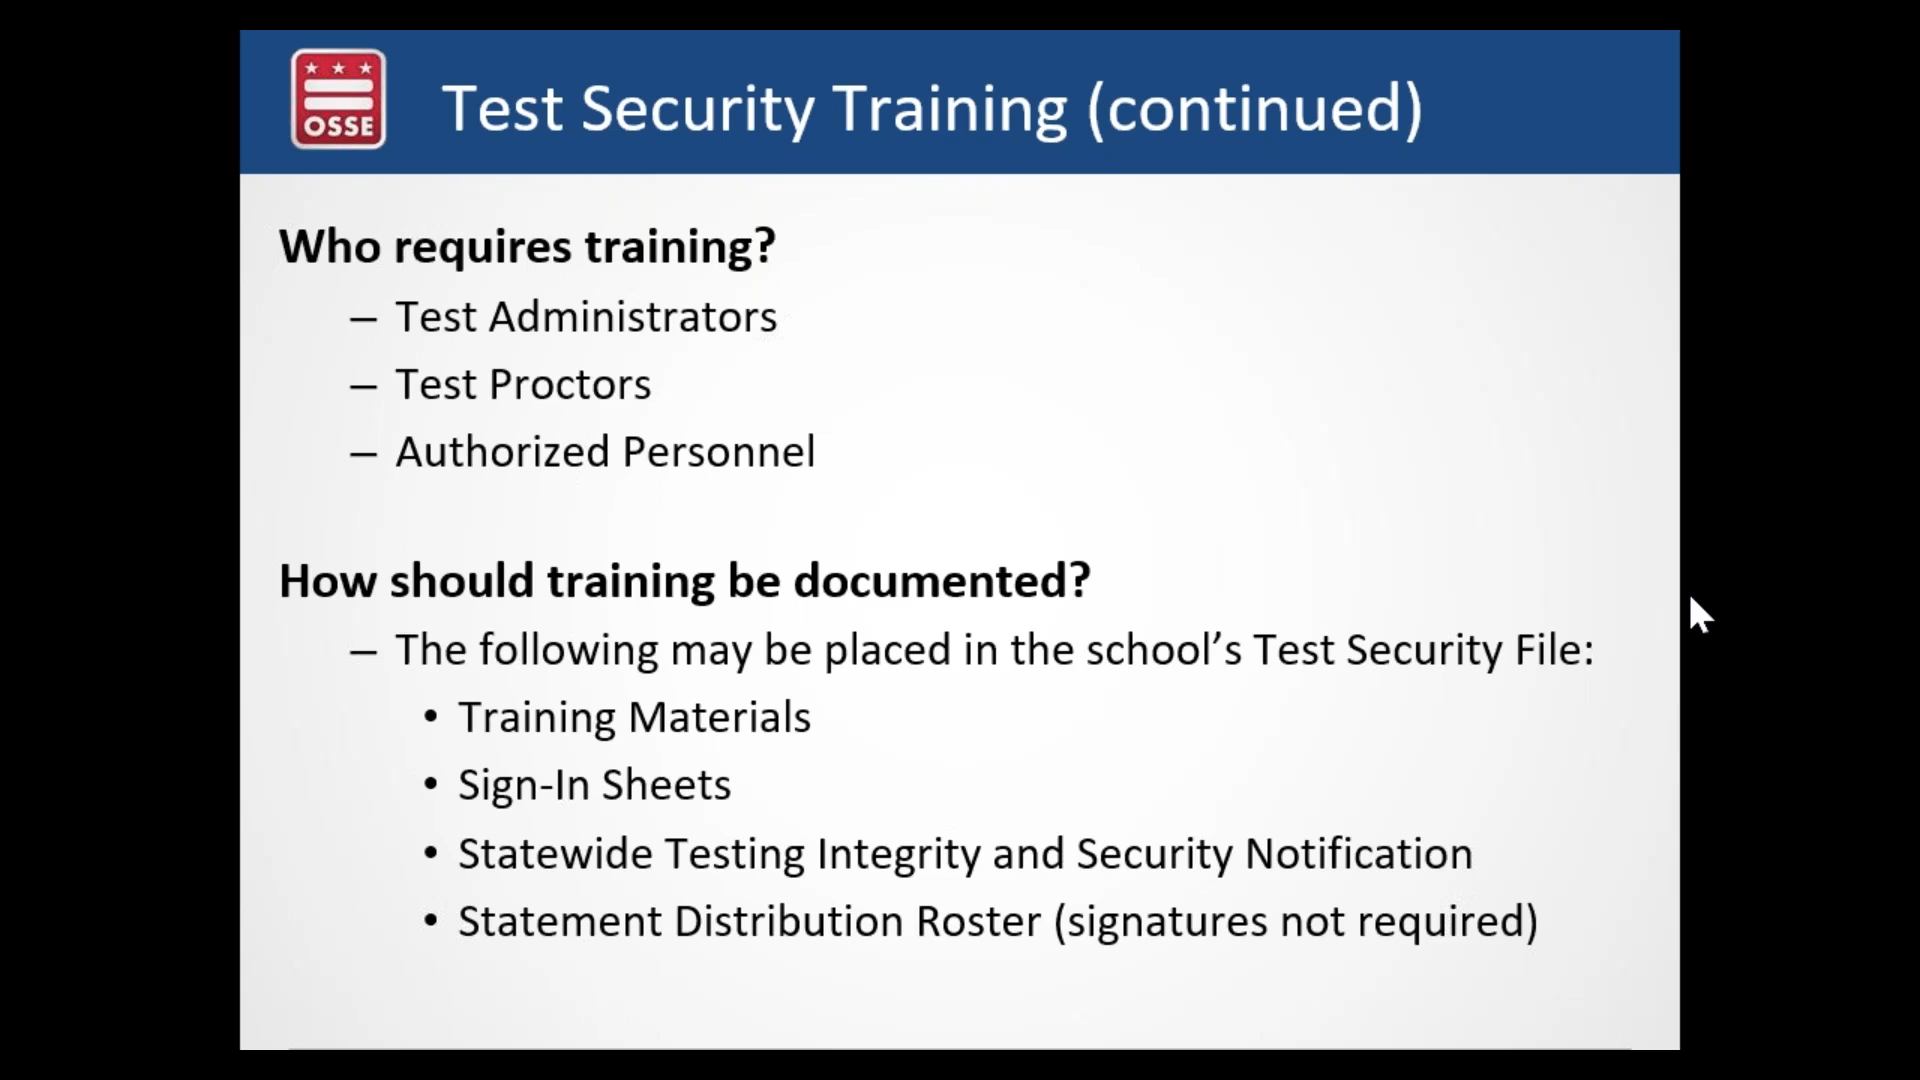 OSSE
Test Security Training (continued)
Who requires training?
– Test Administrators
– Test Proctors
– Authorized Personnel
How should training be documented?
– The following may be placed in the school’s Test Security File:
• Training Materials
• Sign-In Sheets
• Statewide Testing Integrity and Security Notification
• Statement Distribution Roster (signatures not required)